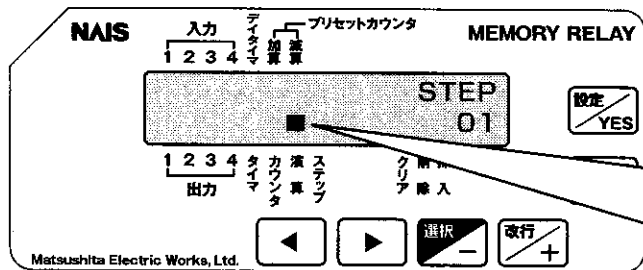 NAIS
入力
1 2 3 4
デイタイマ
プリセットカウンタ
加算
減算
MEMORY RELAY
STEP
01
設定/YES
1 2 3 4
出力
タイマ
カウンタ
演算
ステップ
クリア
除
入
◀
▶
選択/−
改行/+
Matsushita Electric Works, Ltd.